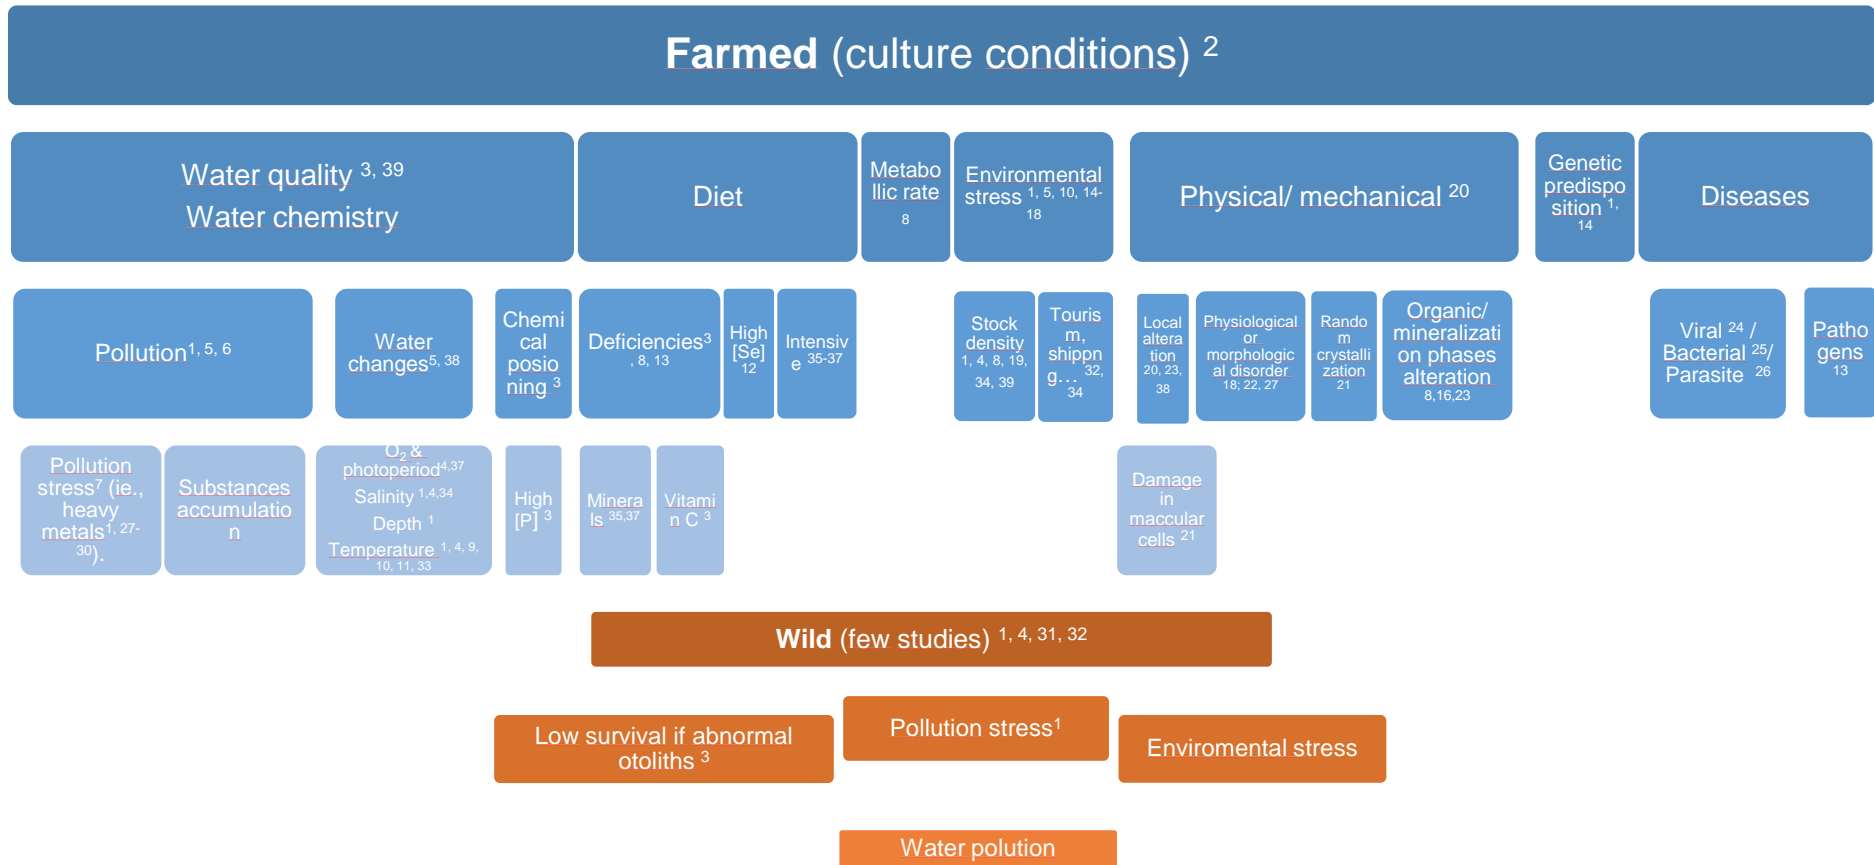 Farmed (culture conditions) 2
Water quality 3, 39
Water chemistry
Diet
Metabo
llic rate
8
Environmental
stress 1, 5, 10, 14-
18
Physical/ mechanical 20
Genetic
predispo
sition 1,
14
Diseases
Pollution1, 5, 6
Water
changes5, 38
Chemi
cal
posio
ning 3
Deficiencies3
, 8, 13
High
[Se]
12
Intensiv
e 35-37
Stock
density
1, 4, 8, 19,
34, 39
Touris
m,
shippn
g… 32,
34
Local
altera
tion
20, 23,
38
Physiological
or
morphologic
al disorder
18; 22, 27
Rando
m
crystalli
zation
21
Organic/
mineralizati
on phases
alteration
8,16,23
Viral 24 /
Bacterial 25/
Parasite 26
Patho
gens
13
Pollution
stress7 (ie.,
heavy
metals1, 27-
30).
Substances
accumulatio
n
O2 &
photoperiod4,37
Salinity 1,4,34
Depth 1
Temperature 1, 4, 9,
10, 11, 33
High
[P] 3
Minera
ls 35,37
Vitami
n C 3
Damage
in
maccular
cells 21
Wild (few studies) 1, 4, 31, 32
Low survival if abnormal
otoliths 3
Pollution stress1
Enviromental stress
Water polution